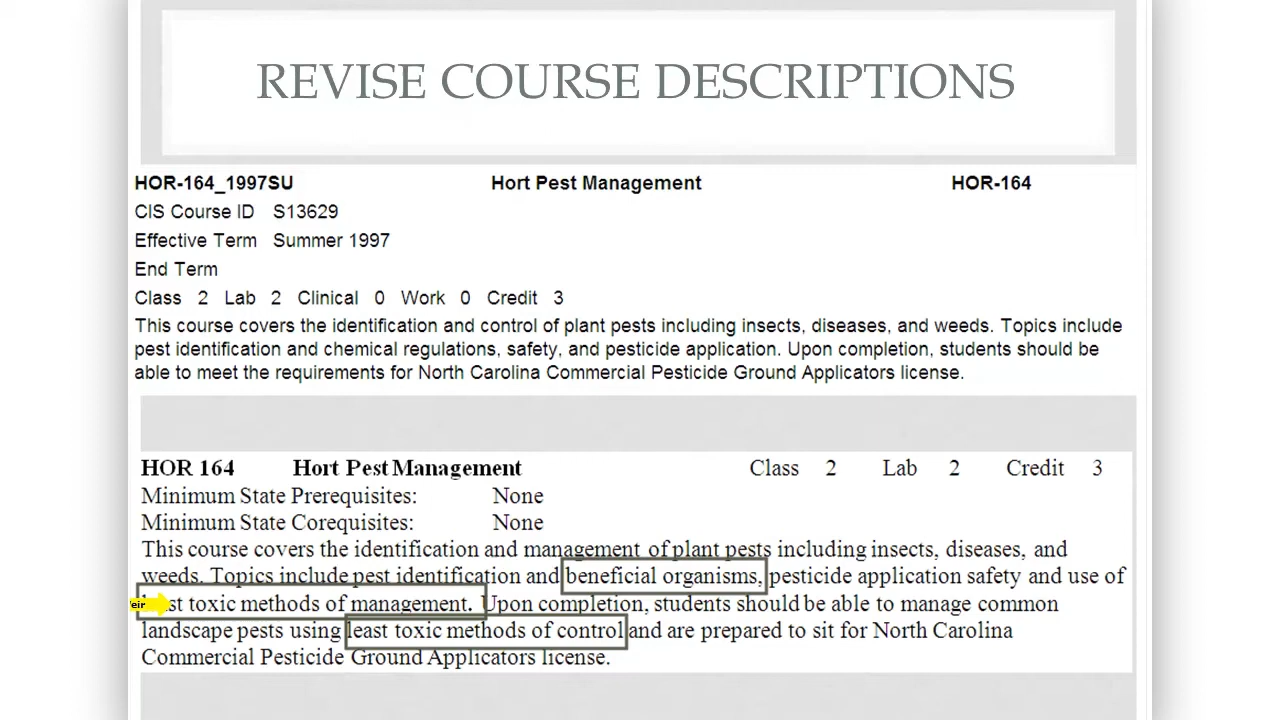 REVISE COURSE DESCRIPTIONS
HOR-164_1997SU Hort Pest Management HOR-164
CIS Course ID S13629
Effective Term Summer 1997
End Term
Class 2 Lab 2 Clinical 0 Work 0 Credit 3
This course covers the identification and control of plant pests including insects, diseases, and weeds. Topics include
pest identification and chemical regulations, safety, and pesticide application. Upon completion, students should be
able to meet the requirements for North Carolina Commercial Pesticide Ground Applicators license.
HOR 164 Hort Pest Management Class 2 Lab 2 Credit 3
Minimum State Prerequisites: None
Minimum State Corequisites: None
This course covers the identification and management of plant pests including insects, diseases, and
weeds. Topics include pest identification and beneficial organisms, pesticide application safety and use of
least toxic methods of management. Upon completion, students should be able to manage common
landscape pests using least toxic methods of control and are prepared to sit for North Carolina
Commercial Pesticide Ground Applicators license.